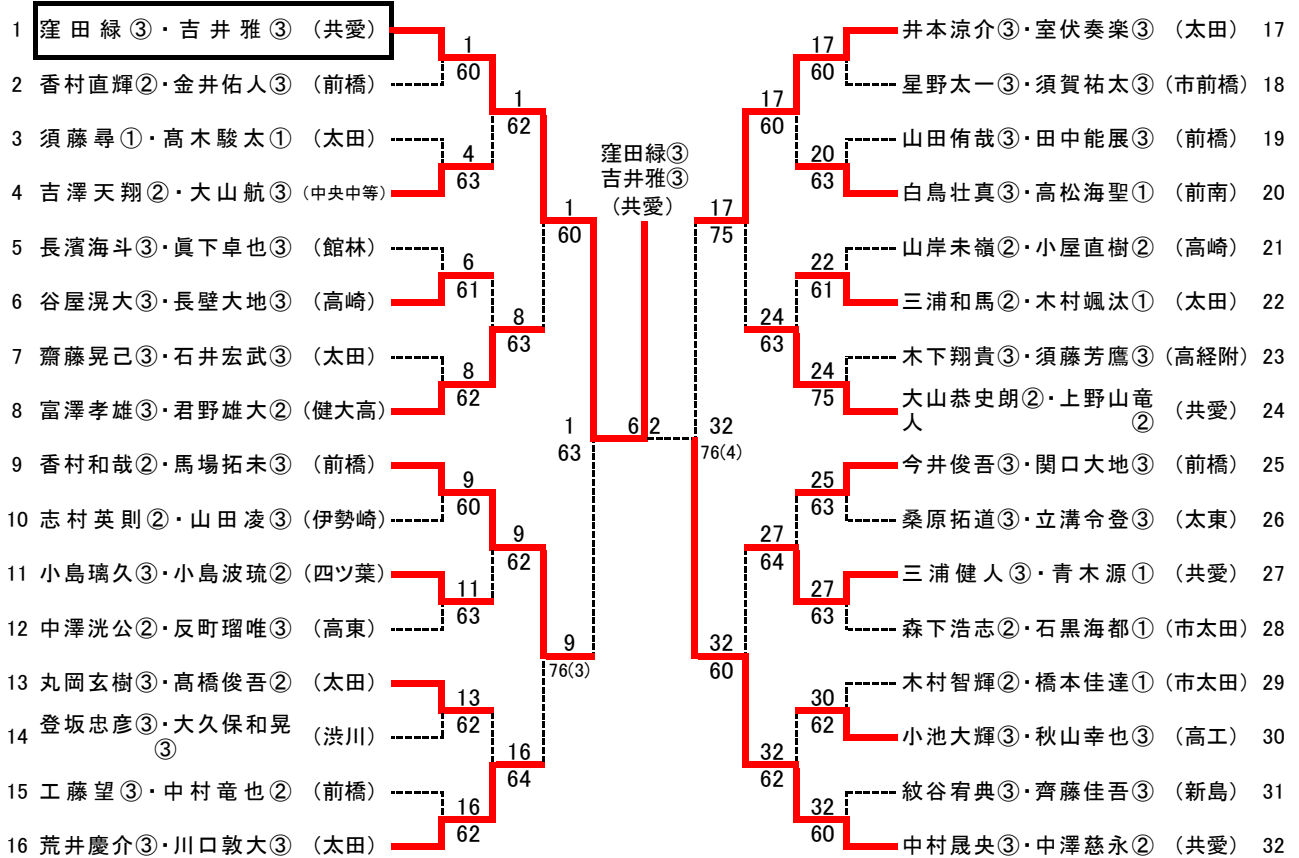 1 窪田緑③・吉井雅③ (共愛)
2 香村直輝②・金井佑人③ (前橋)
3 須藤尋①・髙木駿太① (太田)
4 吉澤天翔②・大山航③ (中央中等)
5 長濱海斗③・眞下卓也③ (館林)
6 谷屋滉大③・長壁大地③ (高崎)
7 齋藤晃己③・石井宏武③ (太田)
8 富澤孝雄③・君野雄大② (健大高)
9 香村和哉②・馬場拓未③ (前橋)
10 志村英則②・山田凌③ (伊勢崎)
11 小島璃久③・小島波琉② (四ツ葉)
12 中澤洸公②・反町瑠唯③ (高東)
13 丸岡玄樹③・髙橋俊吾② (太田)
14 登坂忠彦③・大久保和晃③ (渋川)
15 工藤望③・中村竜也② (前橋)
16 荒井慶介③・川口敦大③ (太田)
1
60
4
63
6
61
8
62
9
60
11
63
13
62
16
62
1
62
8
63
9
62
16
64
1
60
9
76(3)
1
63
窪田緑③
吉井雅③
(共愛)
6 2
32
76(4)
17
75
32
60
17
60
24
63
27
64
32
62
17
60
20
63
22
61
24
75
25
63
27
63
30
62
32
60
井本涼介③・室伏奏楽③ (太田) 17
星野太一③・須賀祐太③ (市前橋) 18
山田侑哉③・田中能展③ (前橋) 19
白鳥壮真③・高松海聖① (前南) 20
山岸未嶺②・小屋直樹② (高崎) 21
三浦和馬②・木村颯汰① (太田) 22
木下翔貴③・須藤芳鷹③ (高経附) 23
大山恭史朗②・上野山竜人② (共愛) 24
今井俊吾③・関口大地③ (前橋) 25
桑原拓道③・立溝令登③ (太東) 26
三浦健人③・青木源① (共愛) 27
森下浩志②・石黒海都① (市太田) 28
木村智輝②・橋本佳達① (市太田) 29
小池大輝③・秋山幸也③ (高工) 30
紋谷宥典③・齊藤佳吾③ (新島) 31
中村晟央③・中澤慈永② (共愛) 32